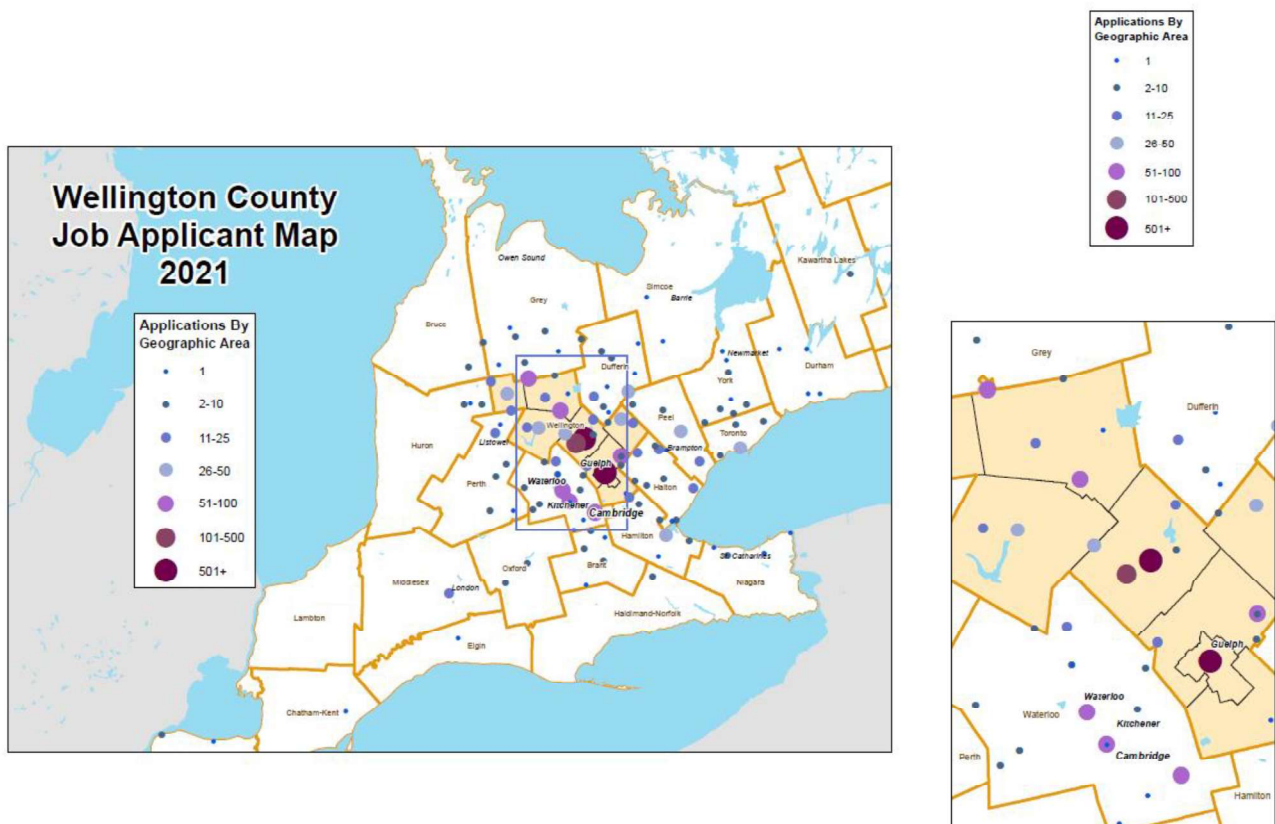 Applications By
Geographic Area
1
2-10
11-25
26-50
51-100
101-500
501+
Wellington County
Job Applicant Map
2021
Applications By
Geographic Area
1
2-10
11-25
26-50
51-100
101-500
501+
Owen Sound
Kawartha Lakes
Simcoe
Barrie
Grey
Bruce
Newmarket
Dufferin
Durham
York
Peel
Wellington
Toronto
Huron
Listowel
Brampton
Guelph
Perth
Waterloo
Halton
Kitchener
Cambridge
Hamilton
St Catharines
Oxford
Brant
Niagara
Middlesex
London
Haldimand-Norfolk
Lambton
Elgin
Chatham-Kent
Grey
Dufferin
Guelph
Waterloo
Waterloo
Kitchener
Cambridge
Perth
Hamilton